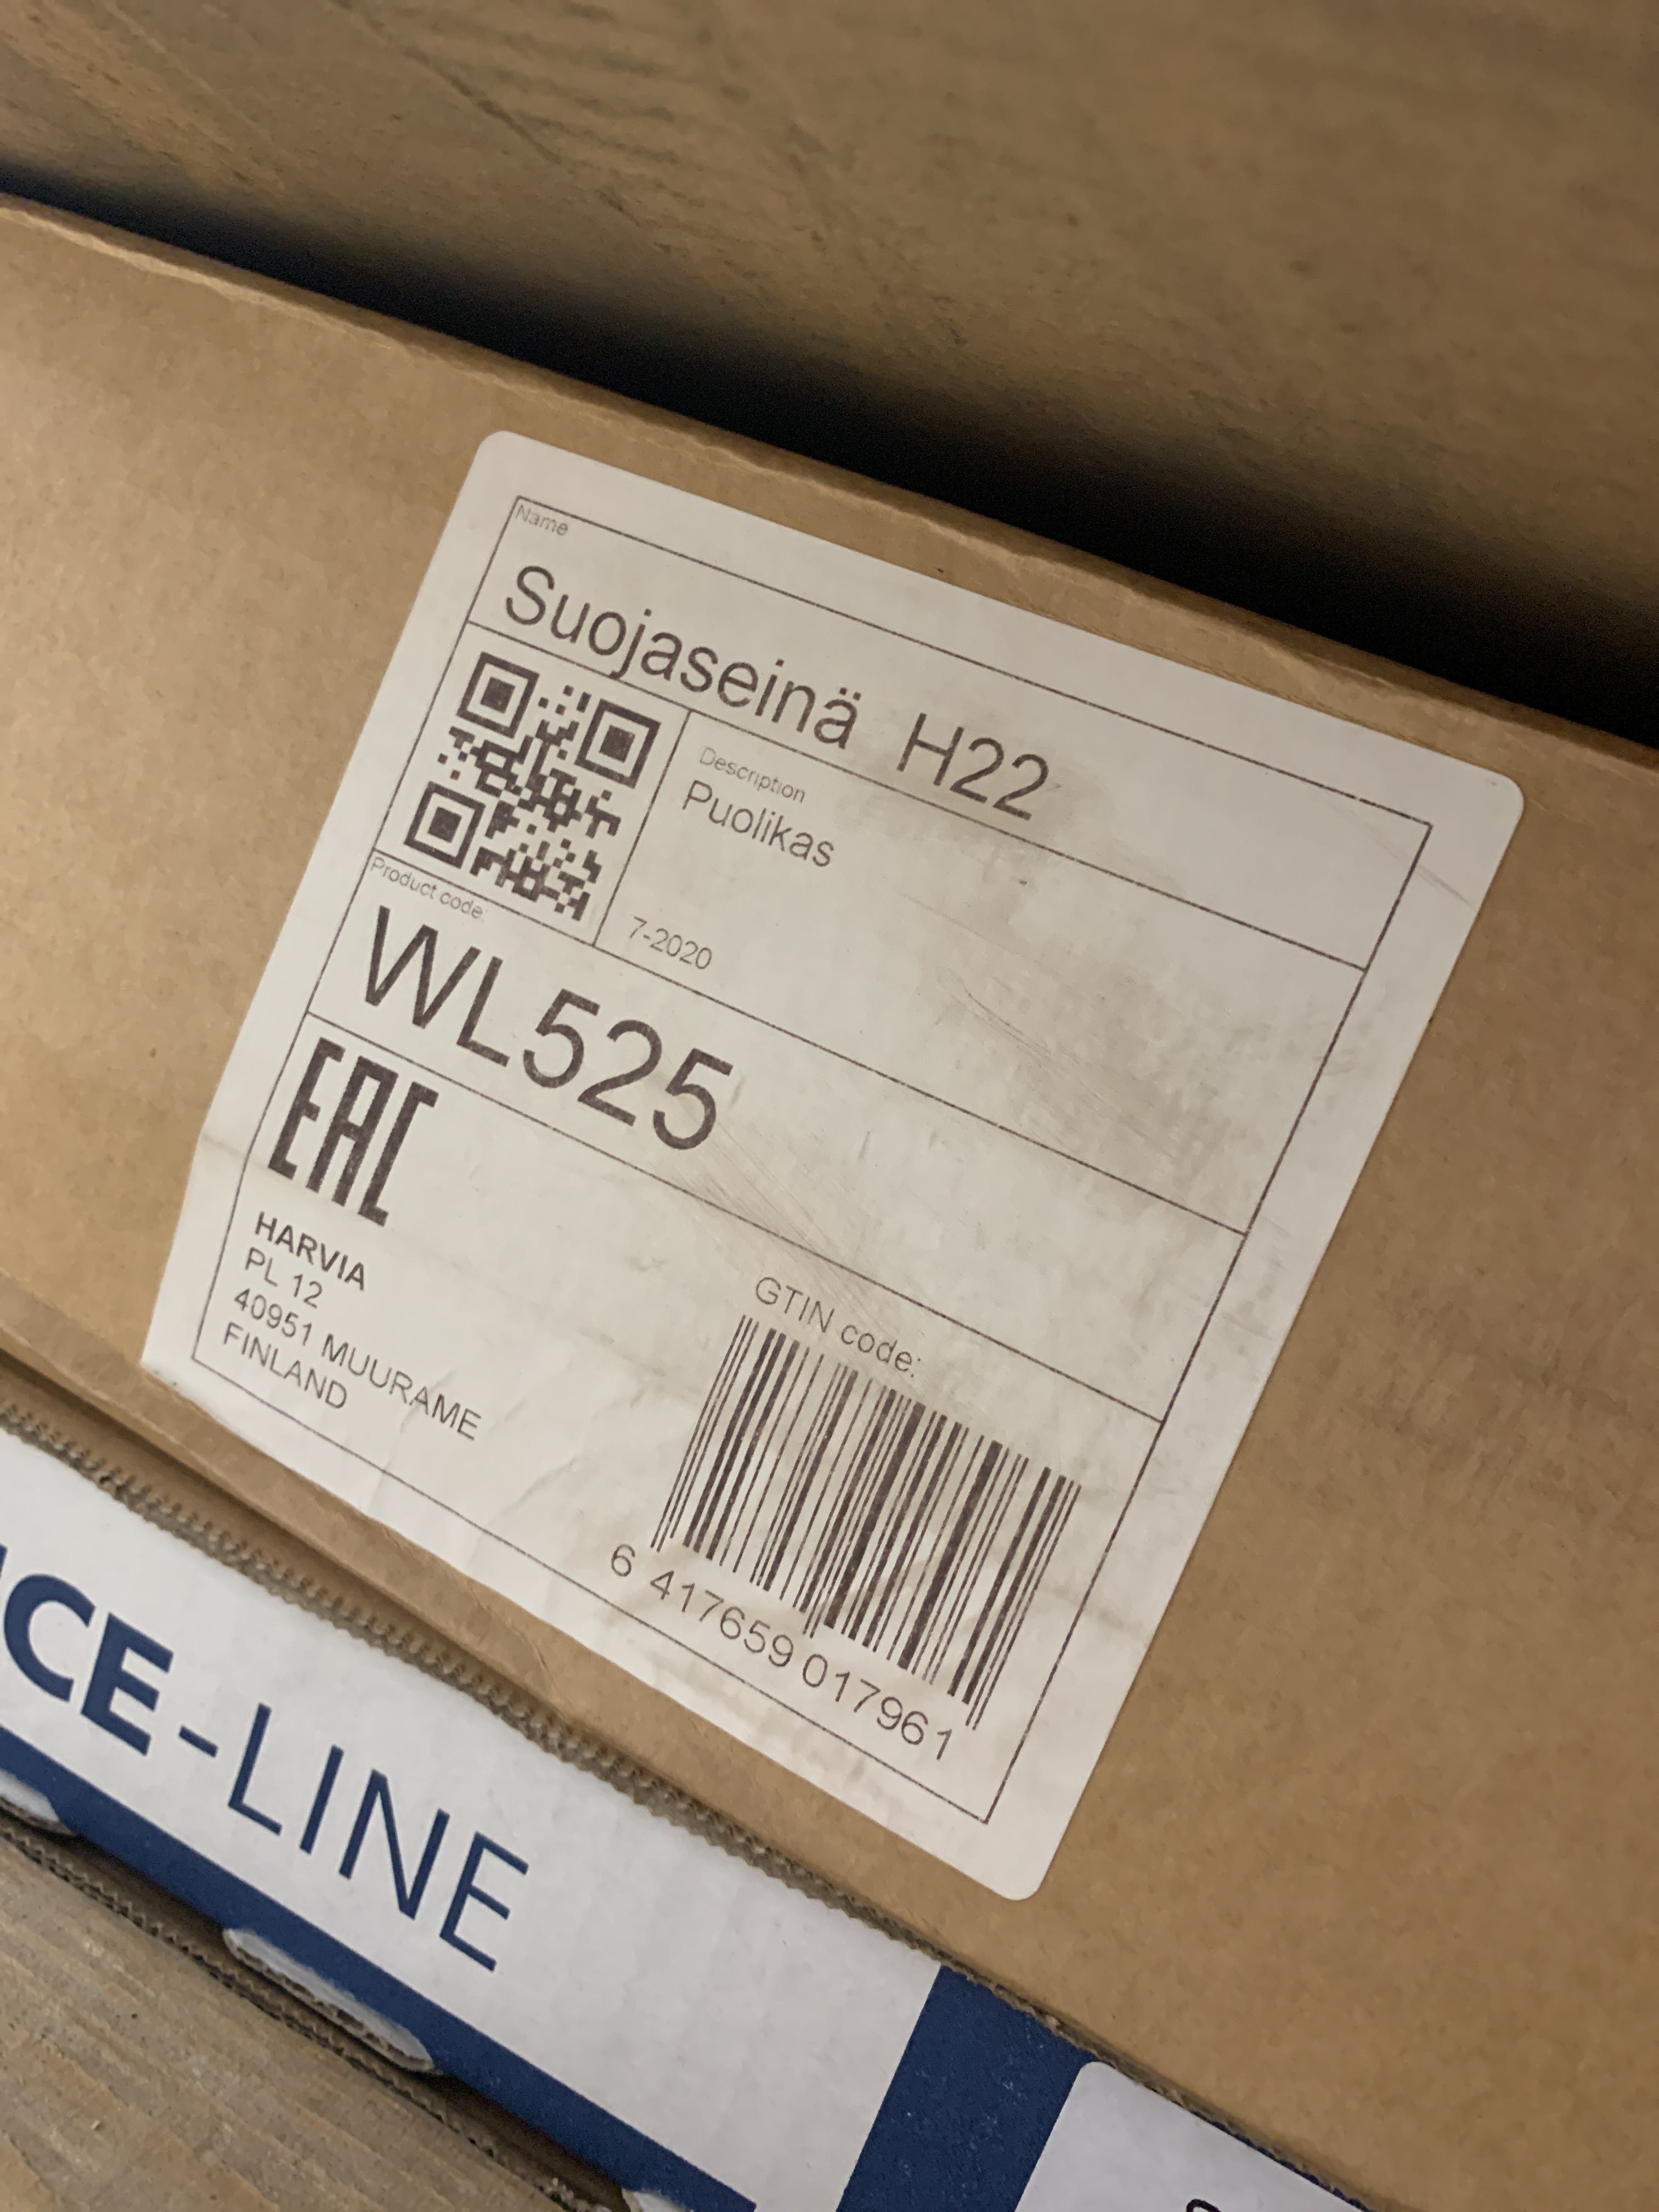 Name
Suojaseinä H22
Description
Puolikas
7-2020
Product code:
WL525
EAC
HARVIA
PL 12
40951 MUURAME
FINLAND
GTIN code:
6 417659 017961
CE-LINE